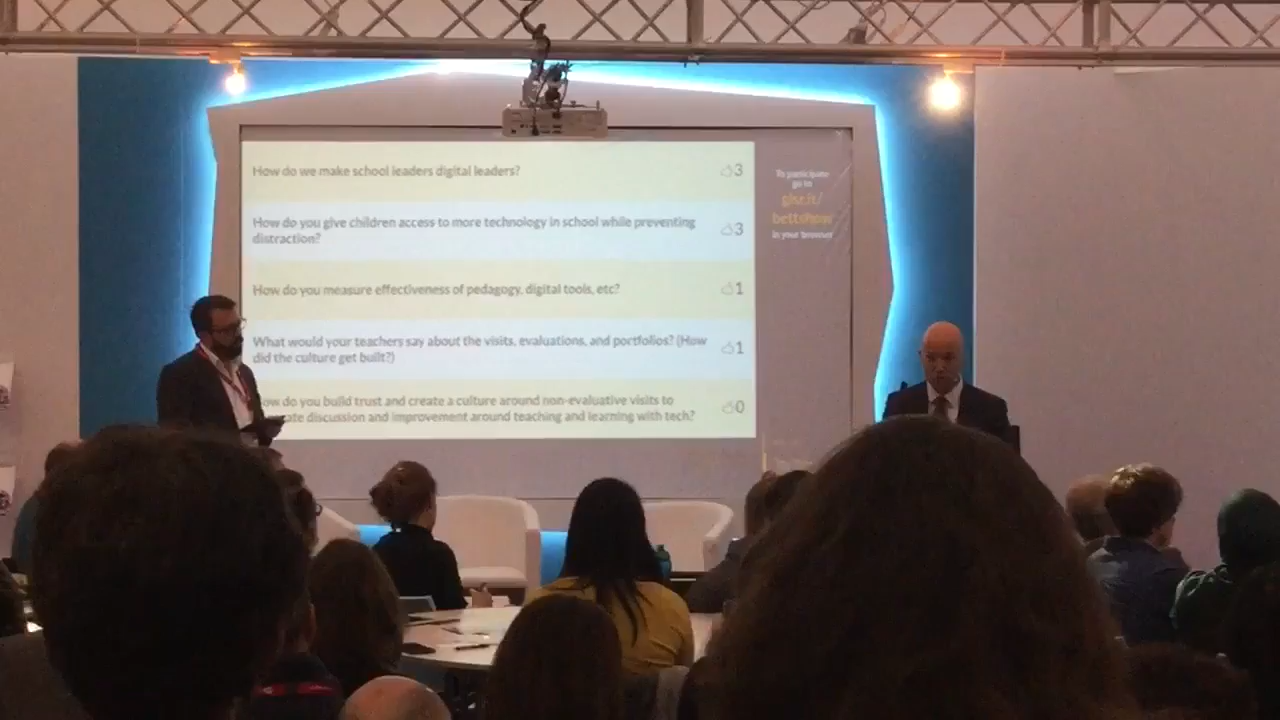 How do we make school leaders digital leaders?
3
How do you give children access to more technology in school while preventing
distraction?
3
How do you measure effectiveness of pedagogy, digital tools, etc?
1
What would your teachers say about the visits, evaluations, and portfolios? (How
did the culture get built?)
1
ow do you build trust and create a culture around non-evaluative visits to
ate discussion and improvement around teaching and learning with tech?
0
To participate
go to
glsr.it/
bettshow
in your browser